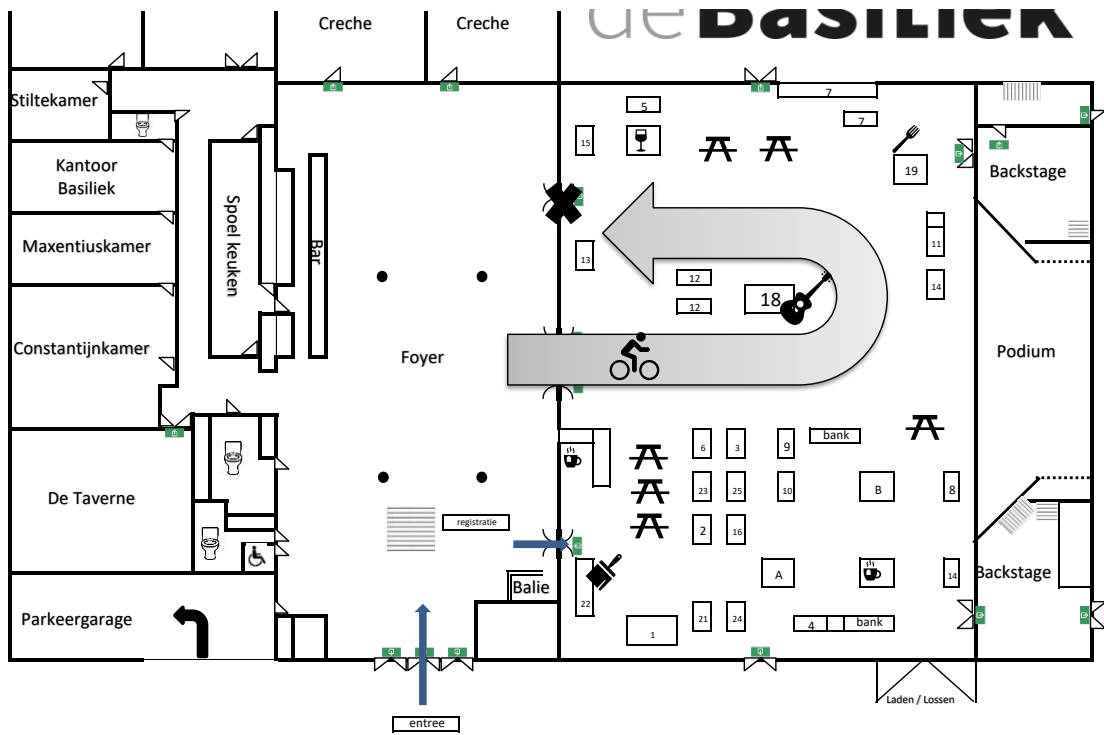 deBasiliek
Creche
Creche
Stiltekamer
Kantoor
Basiliek
Maxentiuskamer
Constantijnkamer
De Taverne
Parkeergarage
Spoel keuken
Bar
Foyer
registratie
Balie
entree
5
7
7
15
19
Backstage
11
13
12
14
12
18
Podium
6
3
9
bank
23
25
10
B
8
2
16
A
14
Backstage
22
1
21
24
4
bank
Laden / Lossen